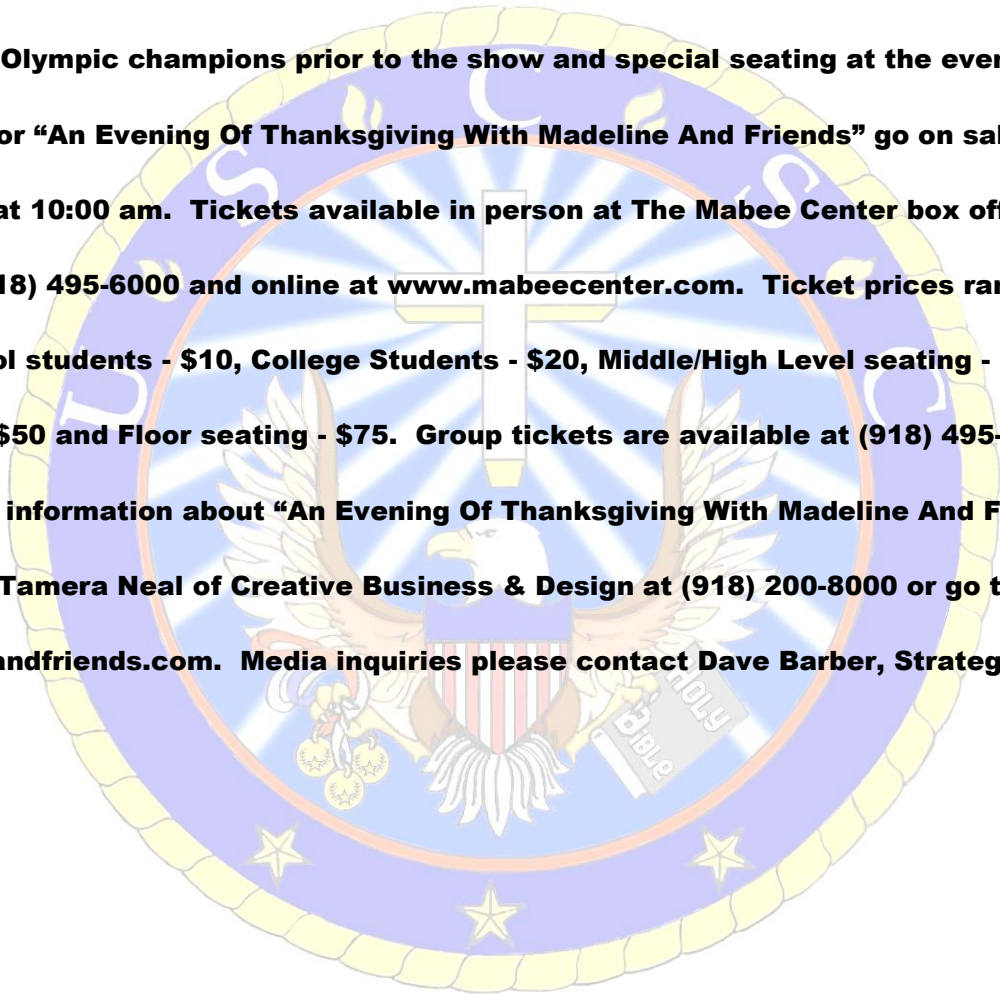 Olympic champions prior to the show and special seating at the even
or “An Evening Of Thanksgiving With Madeline And Friends” go on sal
at 10:00 am.  Tickets available in person at The Mabee Center box off
18) 495-6000 and online at www.mabeecenter.com.  Ticket prices ran
ol students - $10, College Students - $20, Middle/High Level seating -
$50 and Floor seating - $75.  Group tickets are available at (918) 495-
information about “An Evening Of Thanksgiving With Madeline And F
Tamera Neal of Creative Business & Design at (918) 200-8000 or go t
andfriends.com.  Media inquiries please contact Dave Barber, Strateg
U S C S C
HOLY
BIBLE